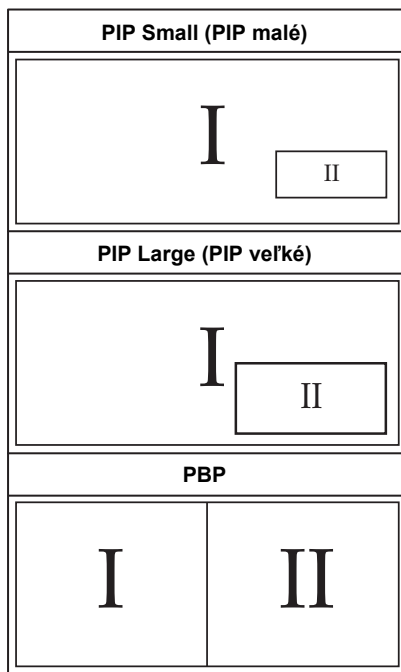 PIP Small (PIP malé)
I
II
PIP Large (PIP veľké)
I
II
PBP
I II